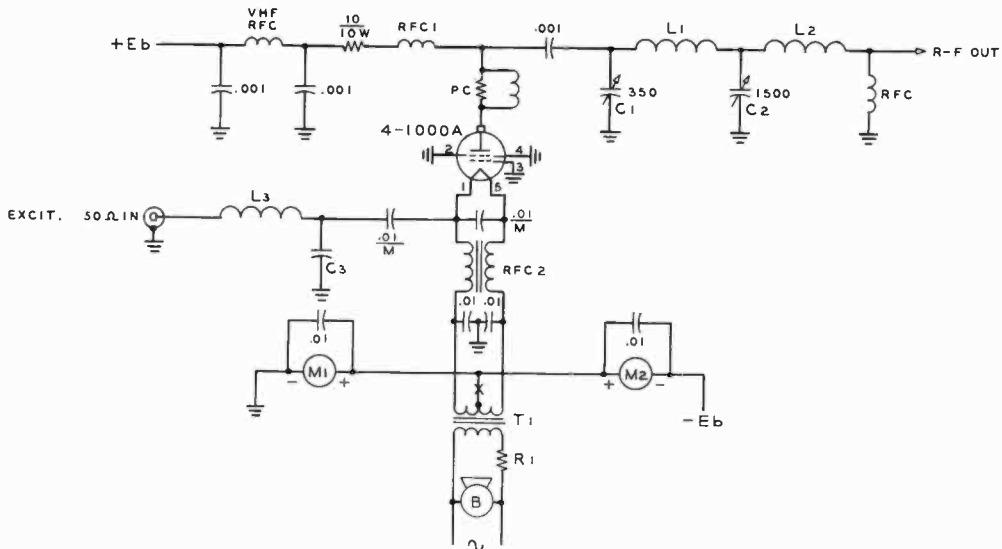 VHF
RFC
10
10W
RFC1
+Eb
.001
.001
.001
L1
L2
R-F OUT
PC
350
C1
1500
C2
RFC
4-1000A
2
4
3
1
5
L3
EXCIT. 50Ω IN
.01
M
.01
M
C3
RFC2
.01
.01
.01
.01
- M1 +
+ M2 -
-Eb
X
T1
R1
B